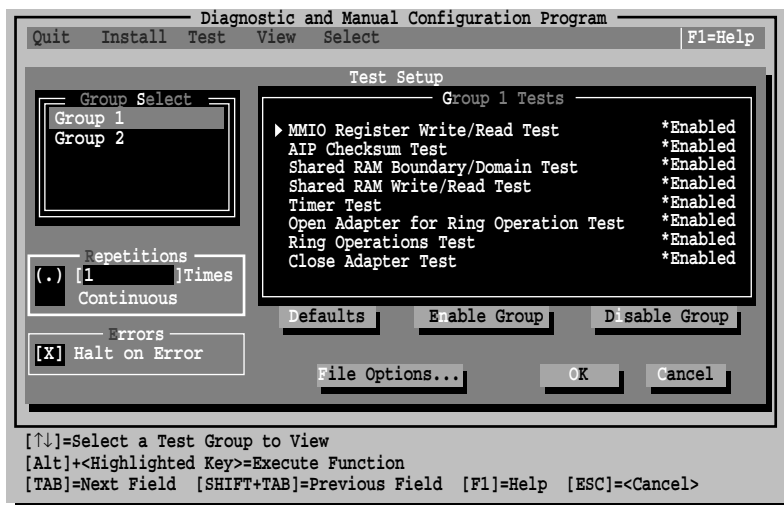 Diagnostic and Manual Configuration Program
Quit Install Test View Select F1=Help
Test Setup
Group Select
Group 1
Group 2
Group 1 Tests
MMIO Register Write/Read Test *Enabled
AIP Checksum Test *Enabled
Shared RAM Boundary/Domain Test *Enabled
Shared RAM Write/Read Test *Enabled
Timer Test *Enabled
Open Adapter for Ring Operation Test *Enabled
Ring Operations Test *Enabled
Close Adapter Test *Enabled
Repetitions
(.) [1 ]Times
Continuous
Errors
[X] Halt on Error
Defaults Enable Group Disable Group
File Options... OK Cancel
[↑↓]=Select a Test Group to View
[Alt]+<Highlighted Key>=Execute Function
[TAB]=Next Field [SHIFT+TAB]=Previous Field [F1]=Help [ESC]=<Cancel>